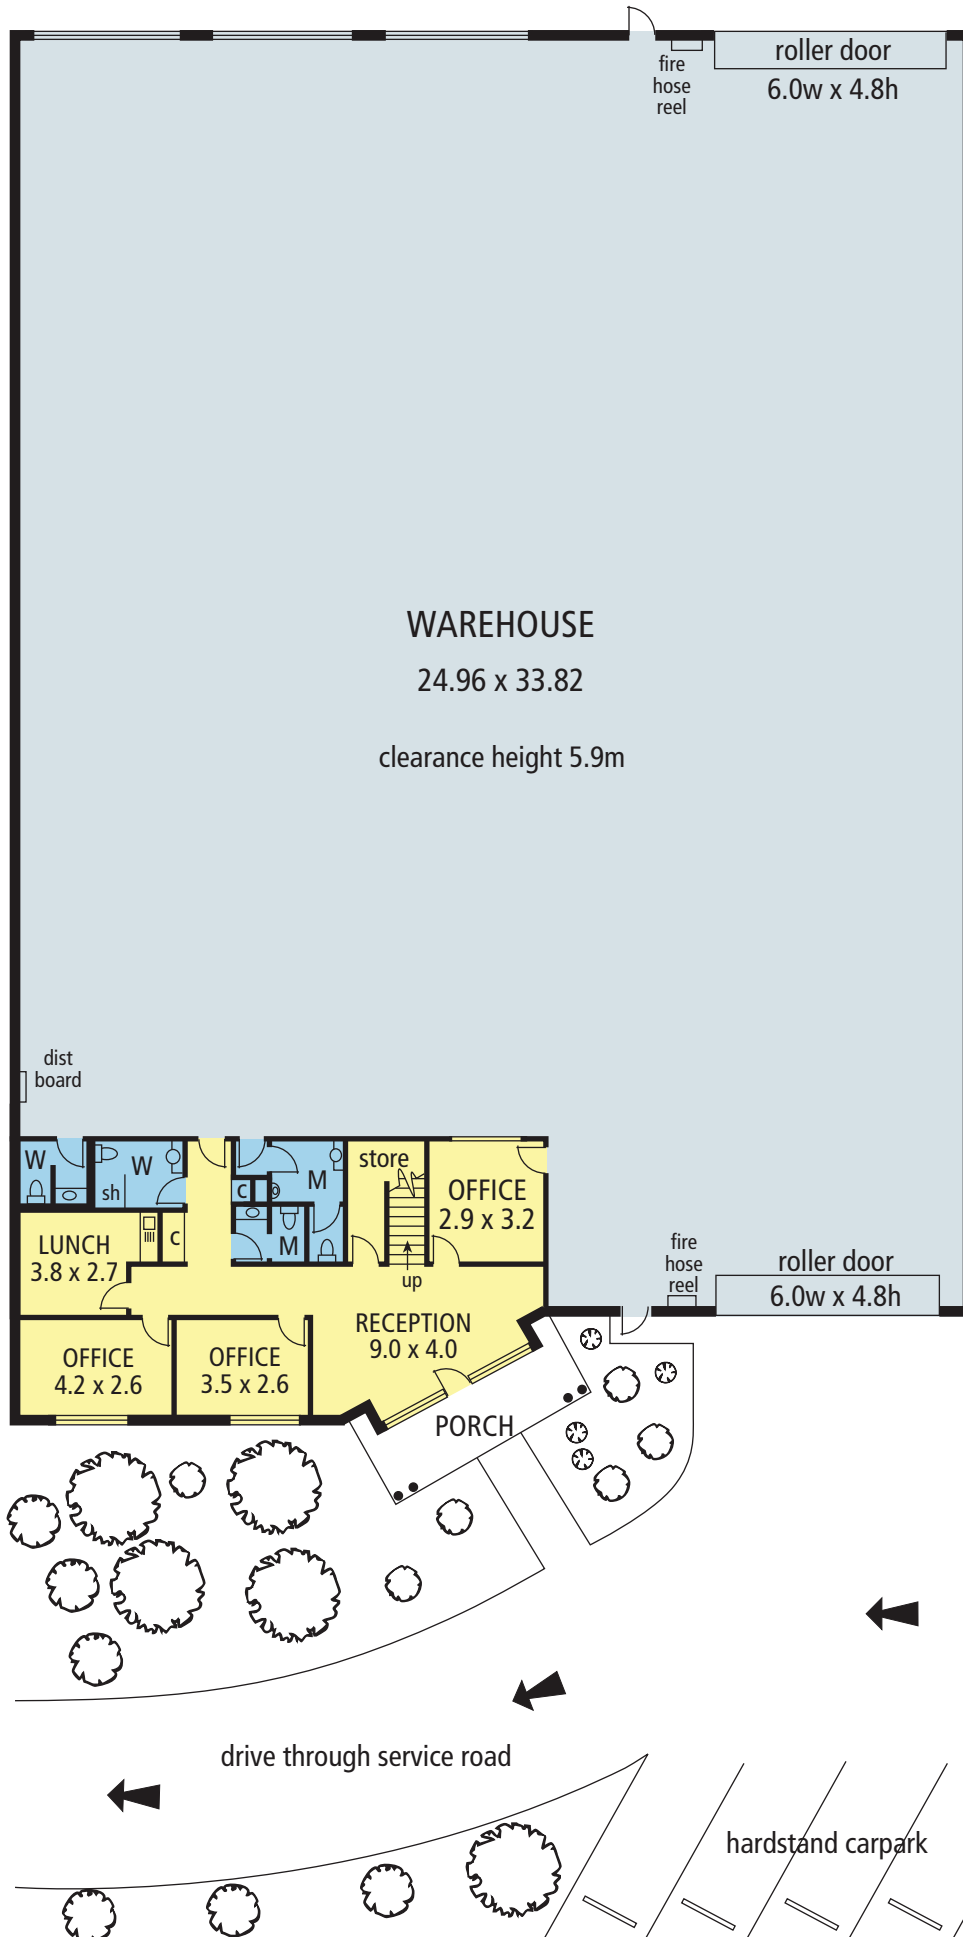 roller door
6.0w x 4.8h
fire
hose
reel
WAREHOUSE
24.96 x 33.82
clearance height 5.9m
dist
board
W
W
sh
M
C
M
C
store
up
OFFICE
2.9 x 3.2
LUNCH
3.8 x 2.7
fire
hose
reel
roller door
6.0w x 4.8h
RECEPTION
9.0 x 4.0
OFFICE
4.2 x 2.6
OFFICE
3.5 x 2.6
PORCH
drive through service road
hardstand carpark